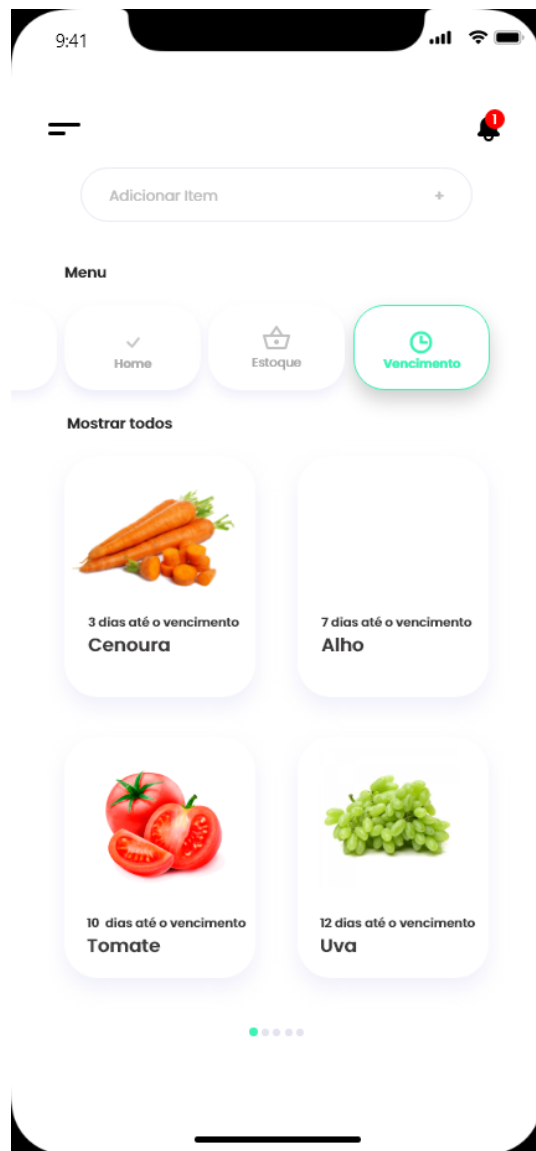 9:41
1
Adicionar Item +
Menu
Home
Estoque
Vencimento
Mostrar todos
3 dias até o vencimento
Cenoura
7 dias até o vencimento
Alho
10 dias até o vencimento
Tomate
12 dias até o vencimento
Uva